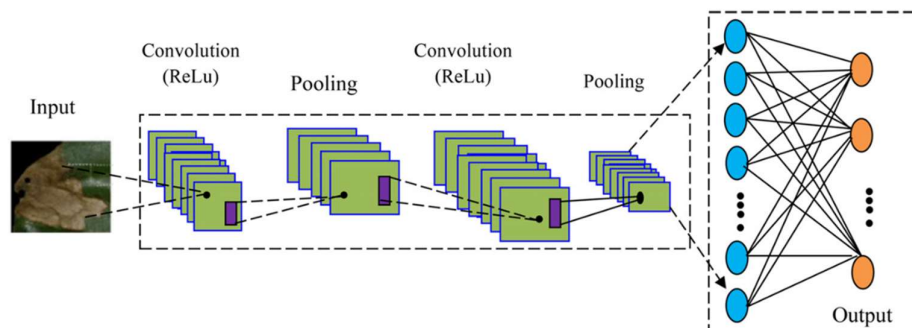 Input
Convolution
(ReLu)
Pooling
Convolution
(ReLu)
Pooling
Output